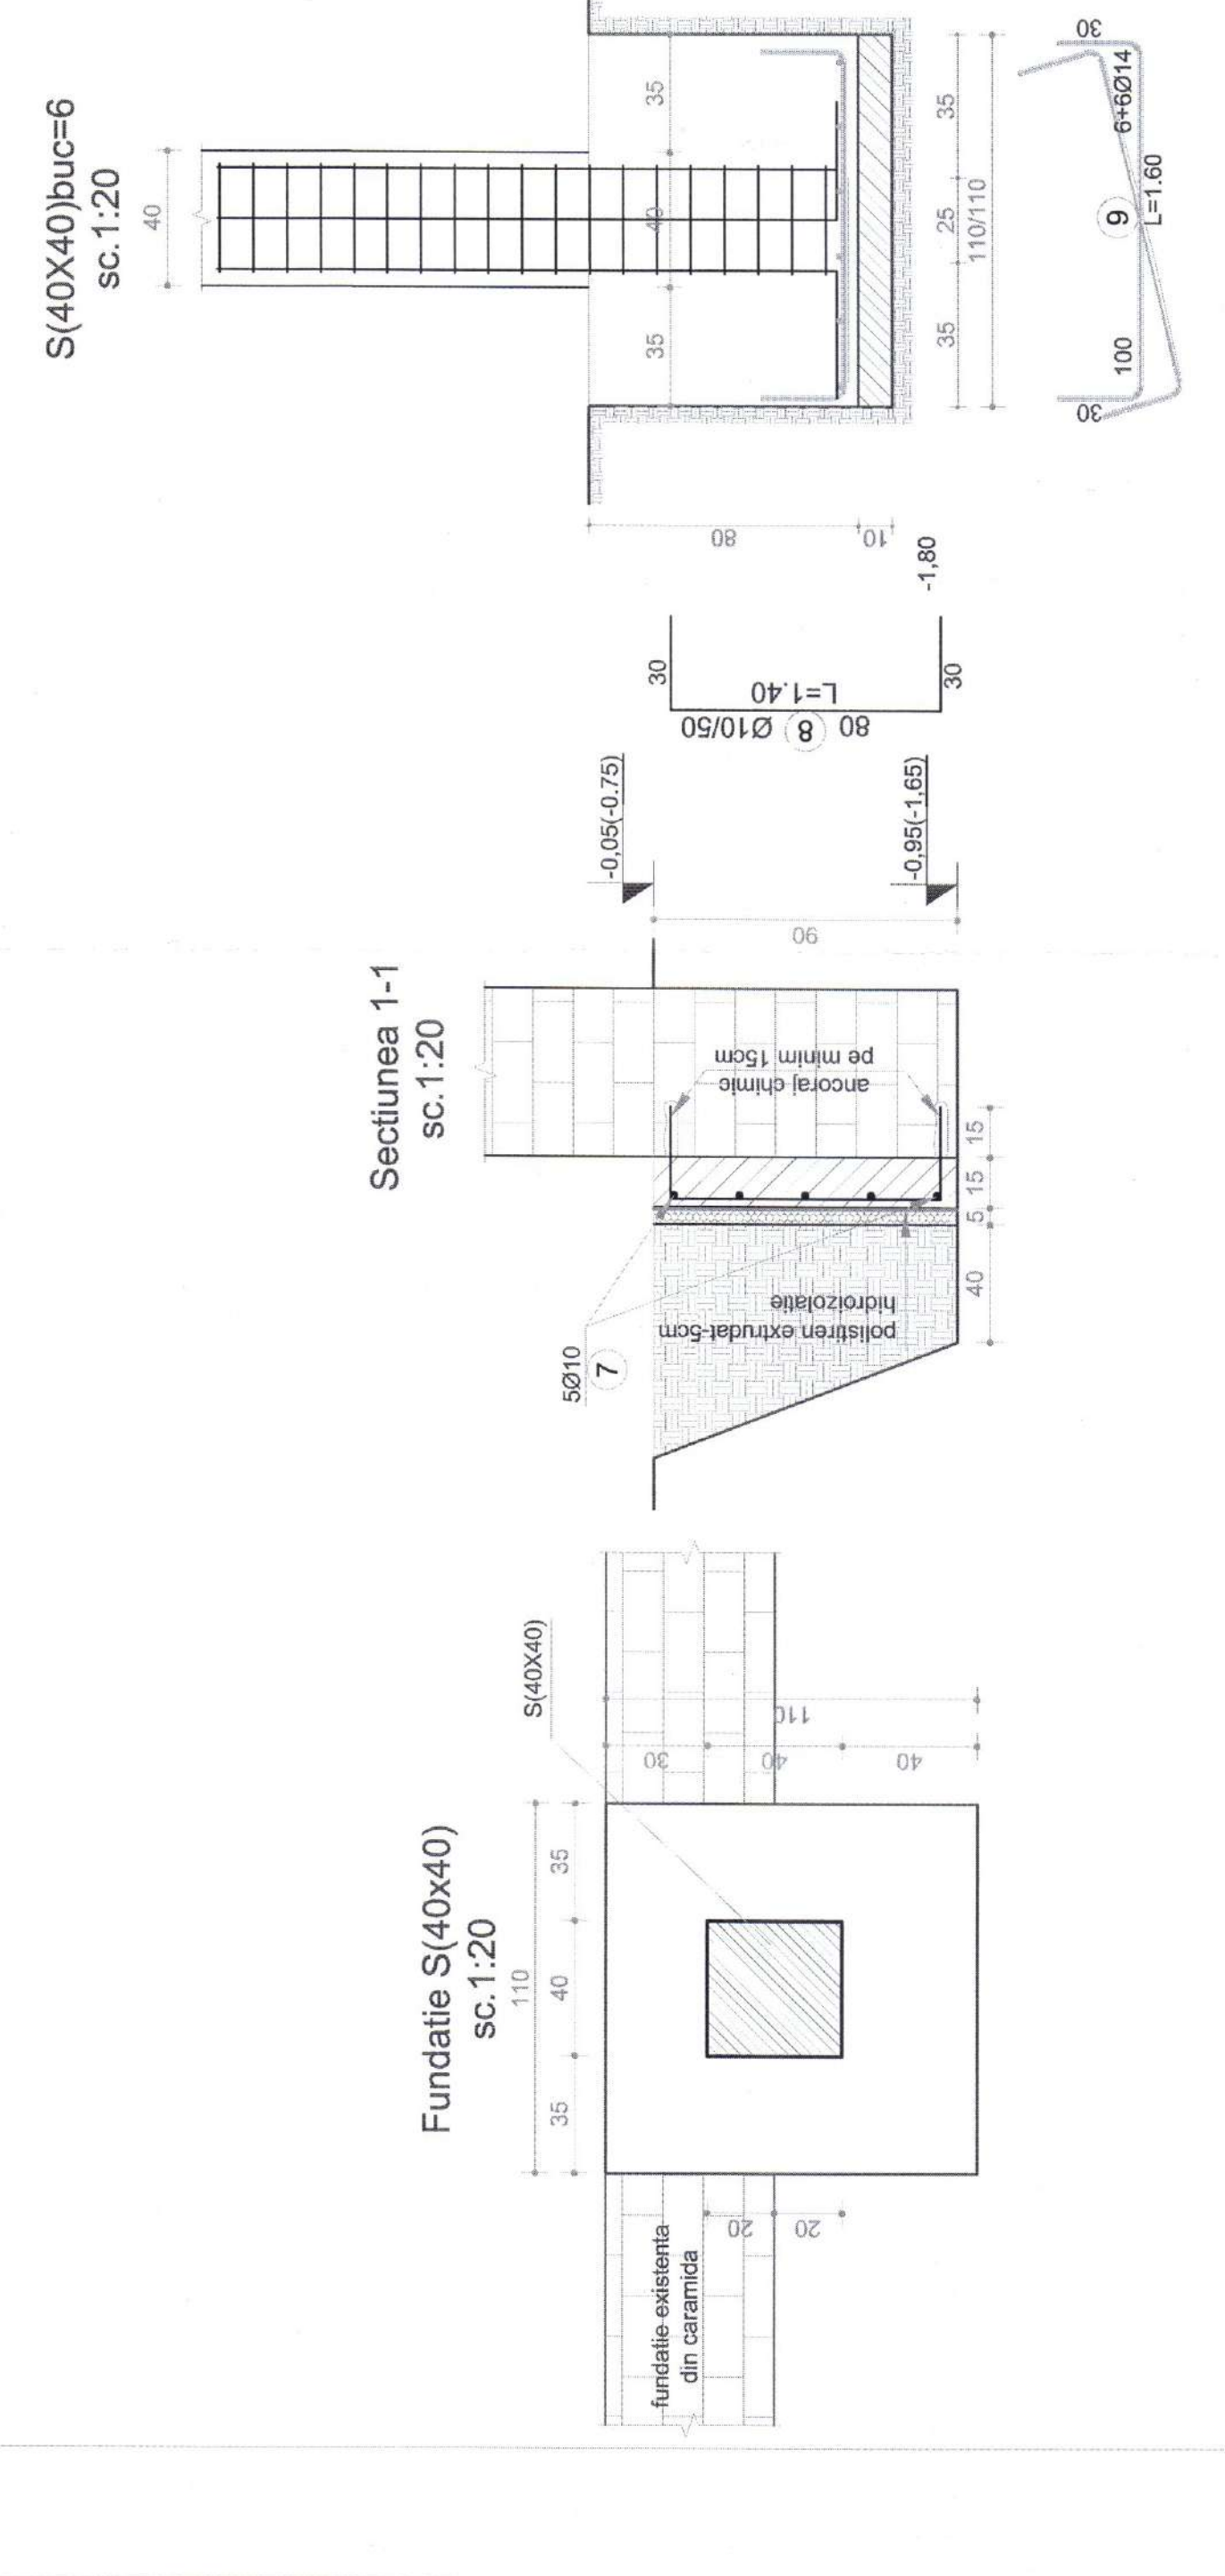 Fundatie S(40x40)
sc.1:20
110
35
40
35
S(40X40)
fundatie existenta
din caramida
20
20
30
40
40
110
Sectiunea 1-1
sc.1:20
5Ø10
7
polistiren extrudat-5cm
hidroizolatie
ancoraj chimic
pe minim 15cm
40
5
15
15
90
-0,05(-0.75)
-0,95(-1,65)
30
80
8
Ø10/50
L=1.40
30
-1,80
S(40X40)buc=6
sc.1:20
40
35
40
35
80
10
35
25
35
110/110
30
100
9
6+6Ø14
L=1.60
30